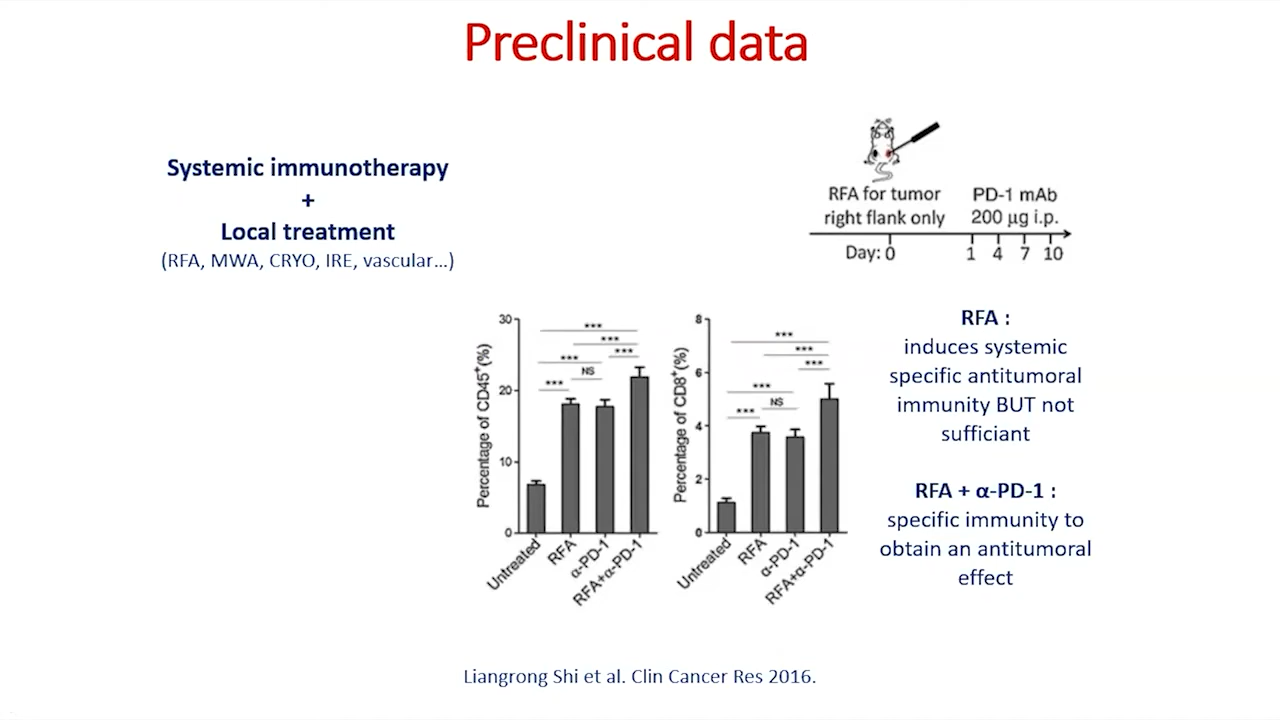 Preclinical data
Systemic immunotherapy
+
Local treatment
(RFA, MWA, CRYO, IRE, vascular…)
RFA for tumor
right flank only
PD-1 mAb
200 µg i.p.
Day: 0 1 4 7 10
Percentage of CD45⁺(%)
30
20
10
0
***
***
***
***
NS
***
Untreated
RFA
α-PD-1
RFA+α-PD-1
Percentage of CD8⁺(%)
8
6
4
2
0
***
***
***
***
NS
***
Untreated
RFA
α-PD-1
RFA+α-PD-1
RFA :
induces systemic
specific antitumoral
immunity BUT not
sufficiant
RFA + α-PD-1 :
specific immunity to
obtain an antitumoral
effect
Liangrong Shi et al. Clin Cancer Res 2016.